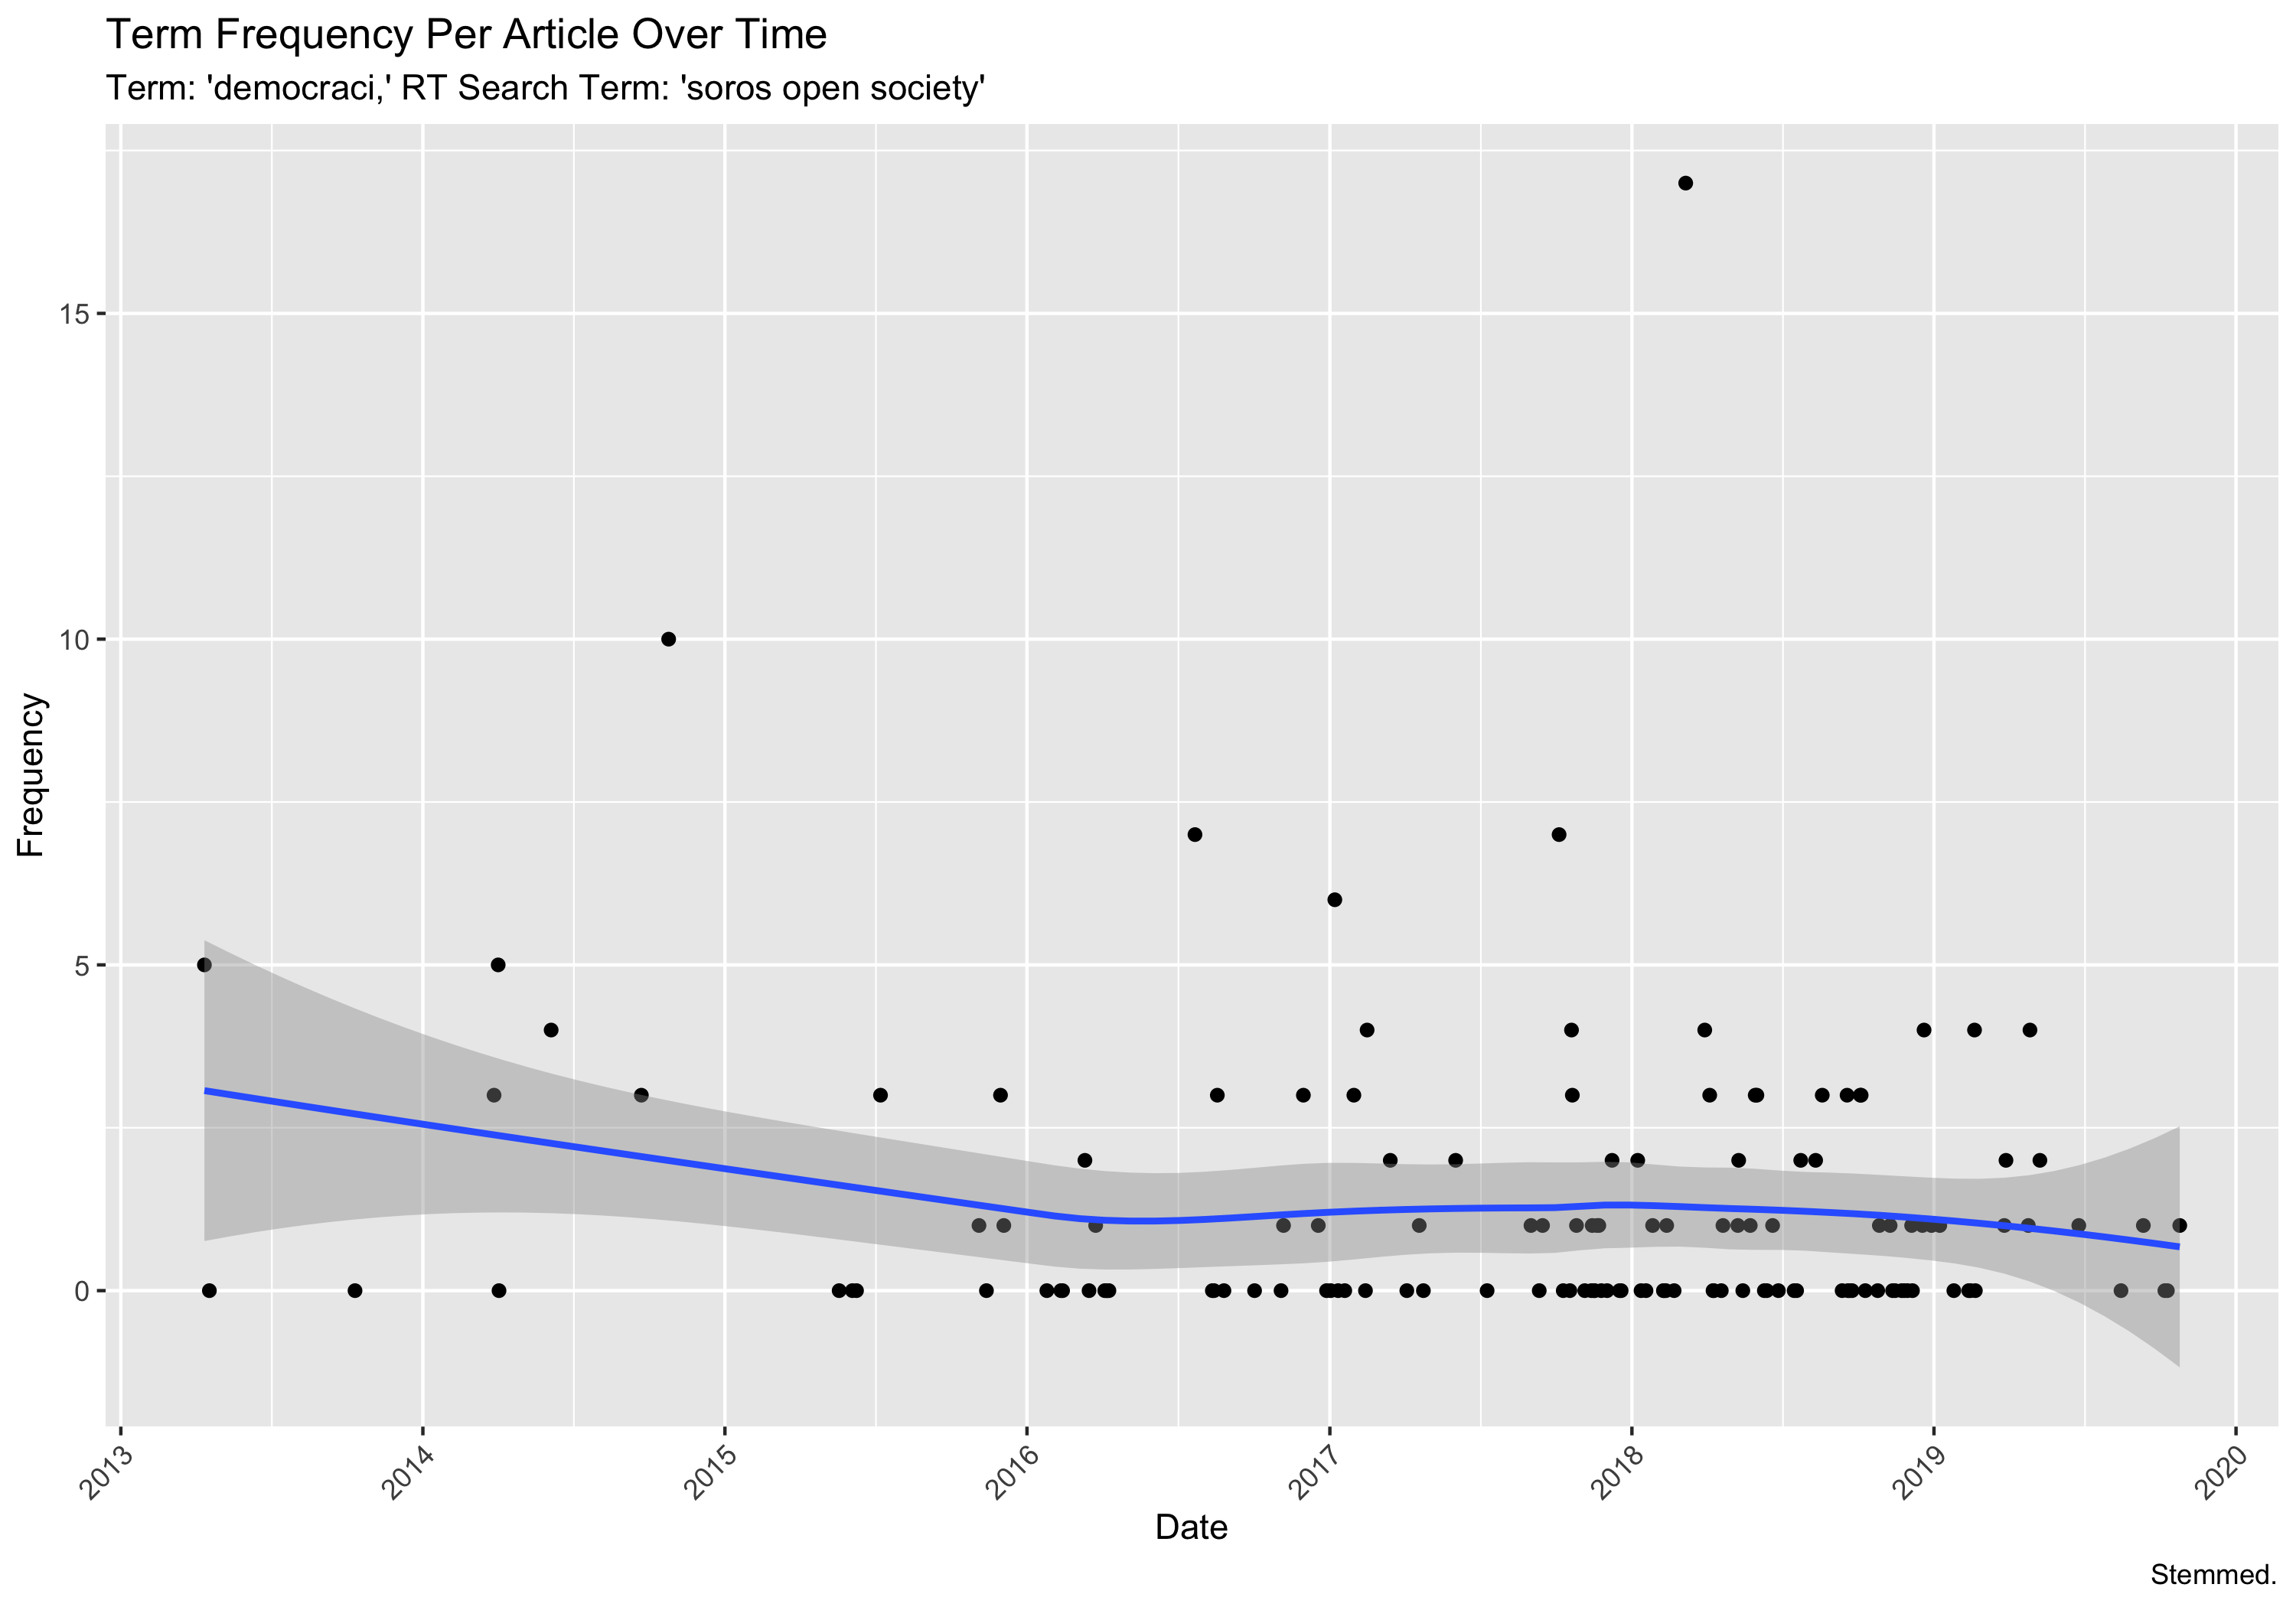 Term Frequency Per Article Over Time
Term: 'democraci,' RT Search Term: 'soros open society'
15
10
5
0
Frequency
2013
2014
2015
2016
2017
2018
2019
2020
Date
Stemmed.